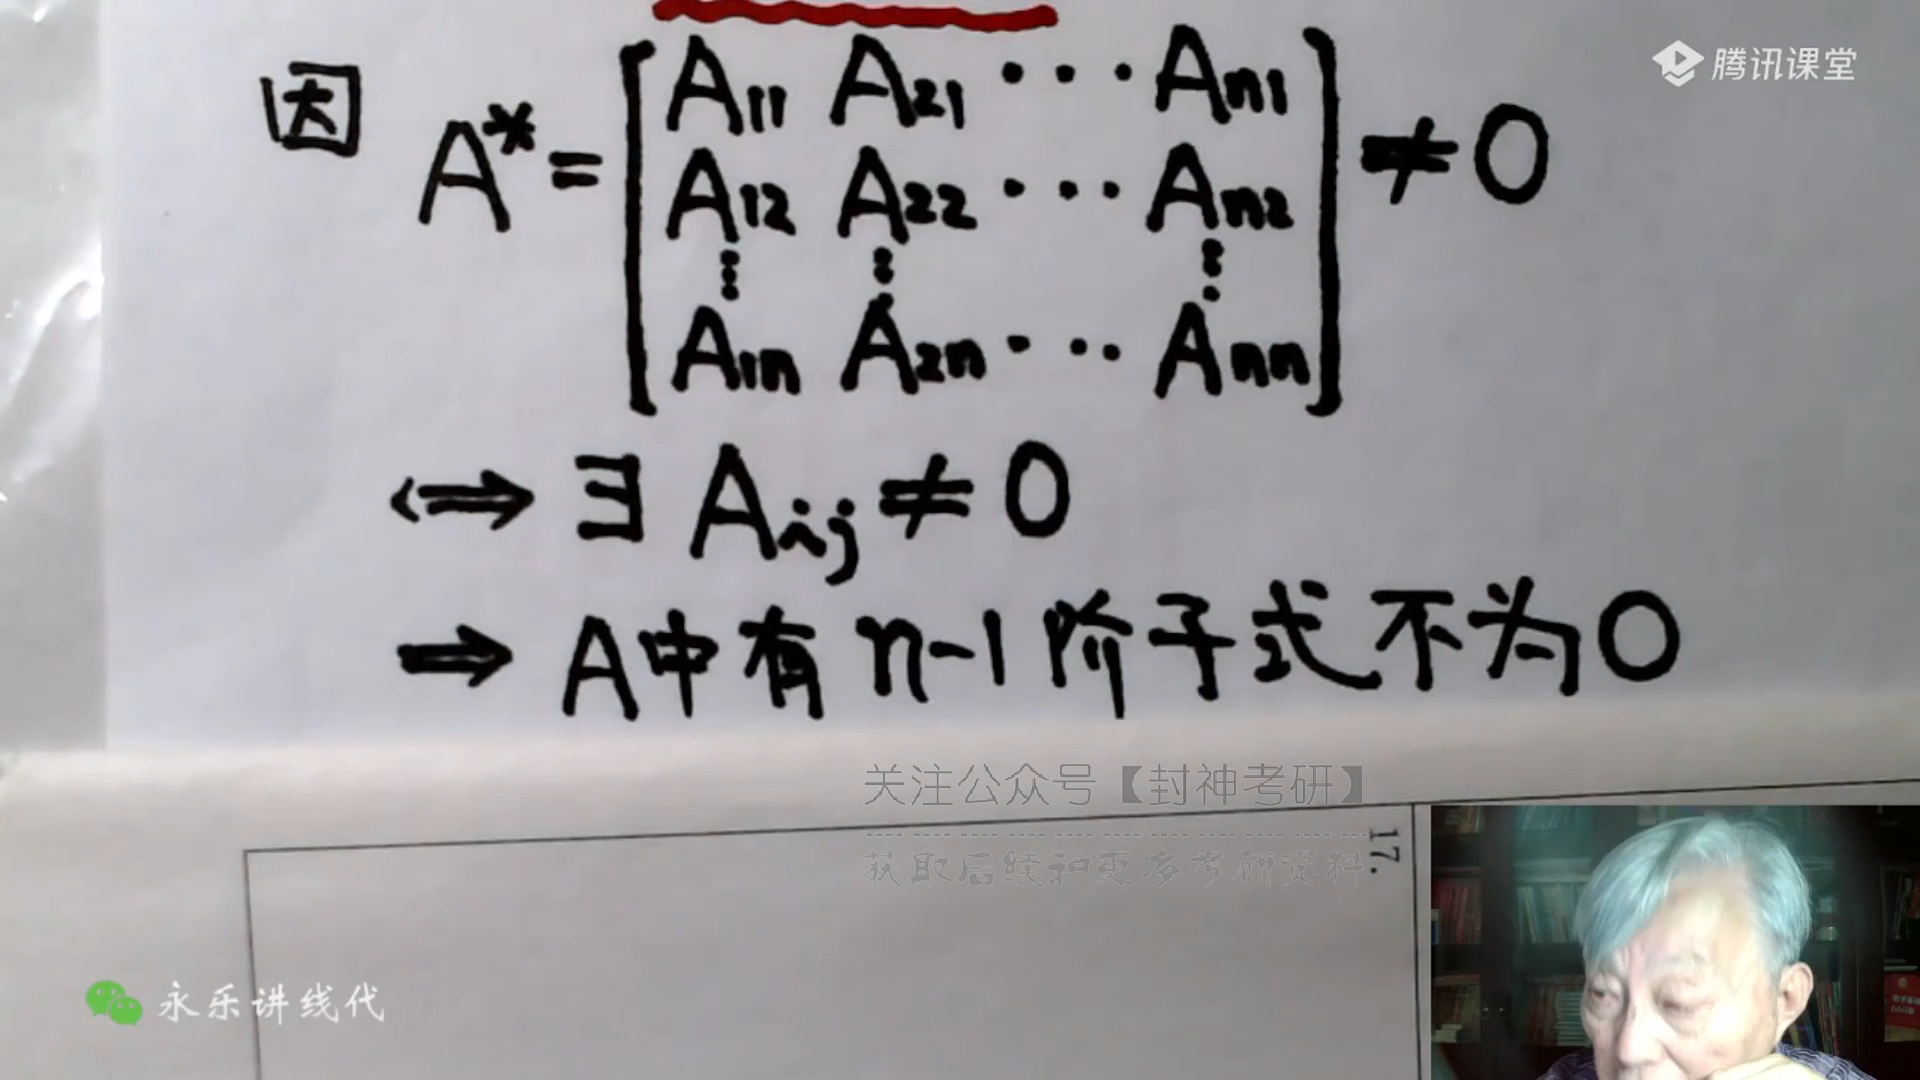 腾讯课堂
因 A* = [A11 A21 ··· An1
A12 A22 ··· An2
⋮ ⋮ ⋮
A1n A2n ··· Ann] ≠ 0
⟺ ∃ Aij ≠ 0
⇒ A中有 n-1 阶子式不为0
关注公众号【封神考研】
获取后续和更多考研资料
17.
永乐讲线代